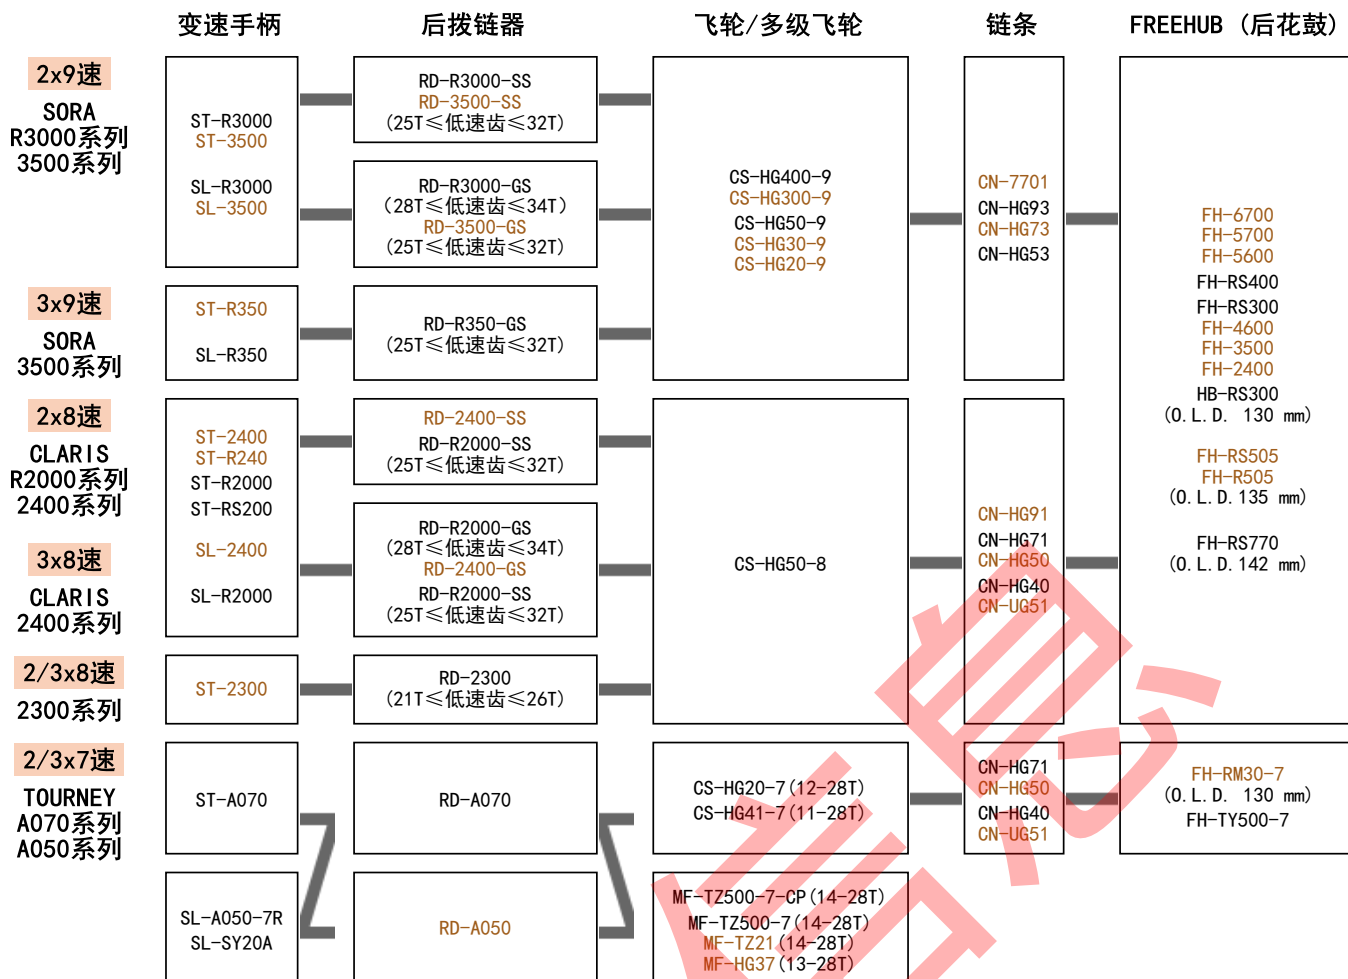 变速手柄
后拨链器
飞轮/多级飞轮
链条
FREEHUB (后花鼓)
2x9速
SORA
R3000系列
3500系列
ST-R3000
ST-3500
SL-R3000
SL-3500
RD-R3000-SS
RD-3500-SS
(25T≤低速齿≤32T)
RD-R3000-GS
(28T≤低速齿≤34T)
RD-3500-GS
(25T≤低速齿≤32T)
CS-HG400-9
CS-HG300-9
CS-HG50-9
CS-HG30-9
CS-HG20-9
CN-7701
CN-HG93
CN-HG73
CN-HG53
FH-6700
FH-5700
FH-5600
FH-RS400
FH-RS300
FH-4600
FH-3500
FH-2400
HB-RS300
(O.L.D. 130 mm)
FH-RS505
FH-R505
(O.L.D.135 mm)
FH-RS770
(O.L.D.142 mm)
3x9速
SORA
3500系列
ST-R350
SL-R350
RD-R350-GS
(25T≤低速齿≤32T)
2x8速
CLARIS
R2000系列
2400系列
3x8速
CLARIS
2400系列
ST-2400
ST-R240
ST-R2000
ST-RS200
SL-2400
SL-R2000
RD-2400-SS
RD-R2000-SS
(25T≤低速齿≤32T)
RD-R2000-GS
(28T≤低速齿≤34T)
RD-2400-GS
RD-R2000-SS
(25T≤低速齿≤32T)
CS-HG50-8
CN-HG91
CN-HG71
CN-HG50
CN-HG40
CN-UG51
2/3x8速
2300系列
ST-2300
RD-2300
(21T≤低速齿≤26T)
2/3x7速
TOURNEY
A070系列
A050系列
ST-A070
RD-A070
CS-HG20-7(12-28T)
CS-HG41-7(11-28T)
CN-HG71
CN-HG50
CN-HG40
CN-UG51
FH-RM30-7
(O.L.D. 130 mm)
FH-TY500-7
SL-A050-7R
SL-SY20A
RD-A050
MF-TZ500-7-CP(14-28T)
MF-TZ500-7(14-28T)
MF-TZ21(14-28T)
MF-HG37(13-28T)
信息